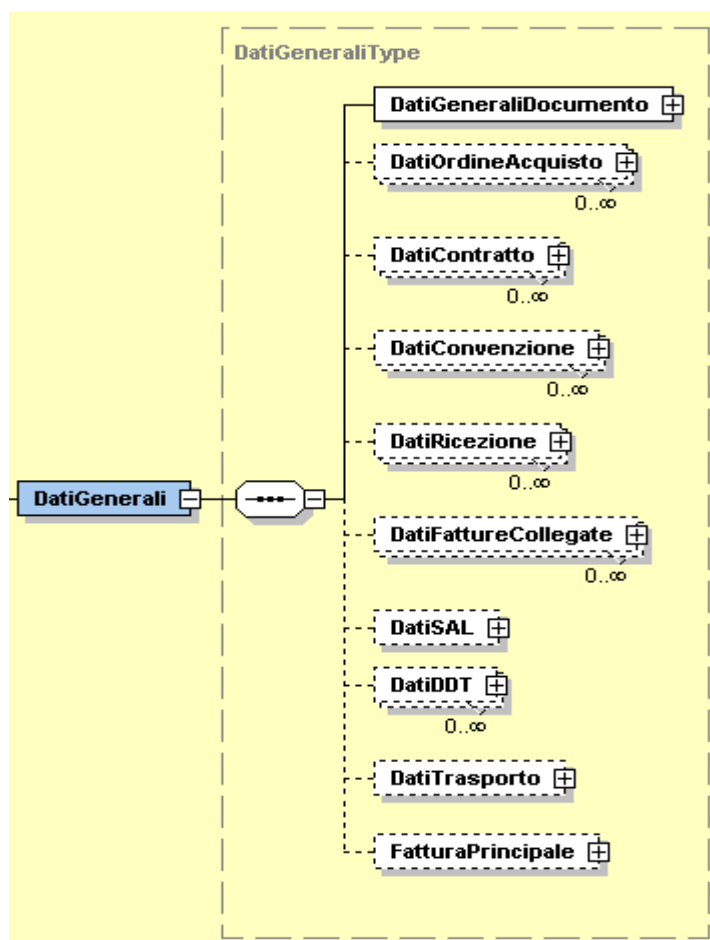 DatiGeneraliType
DatiGeneraliDocumento
DatiOrdineAcquisto
0..∞
DatiContratto
0..∞
DatiConvenzione
0..∞
DatiRicezione
0..∞
DatiGenerali
DatiFattureCollegate
0..∞
DatiSAL
DatiDDT
0..∞
DatiTrasporto
FatturaPrincipale